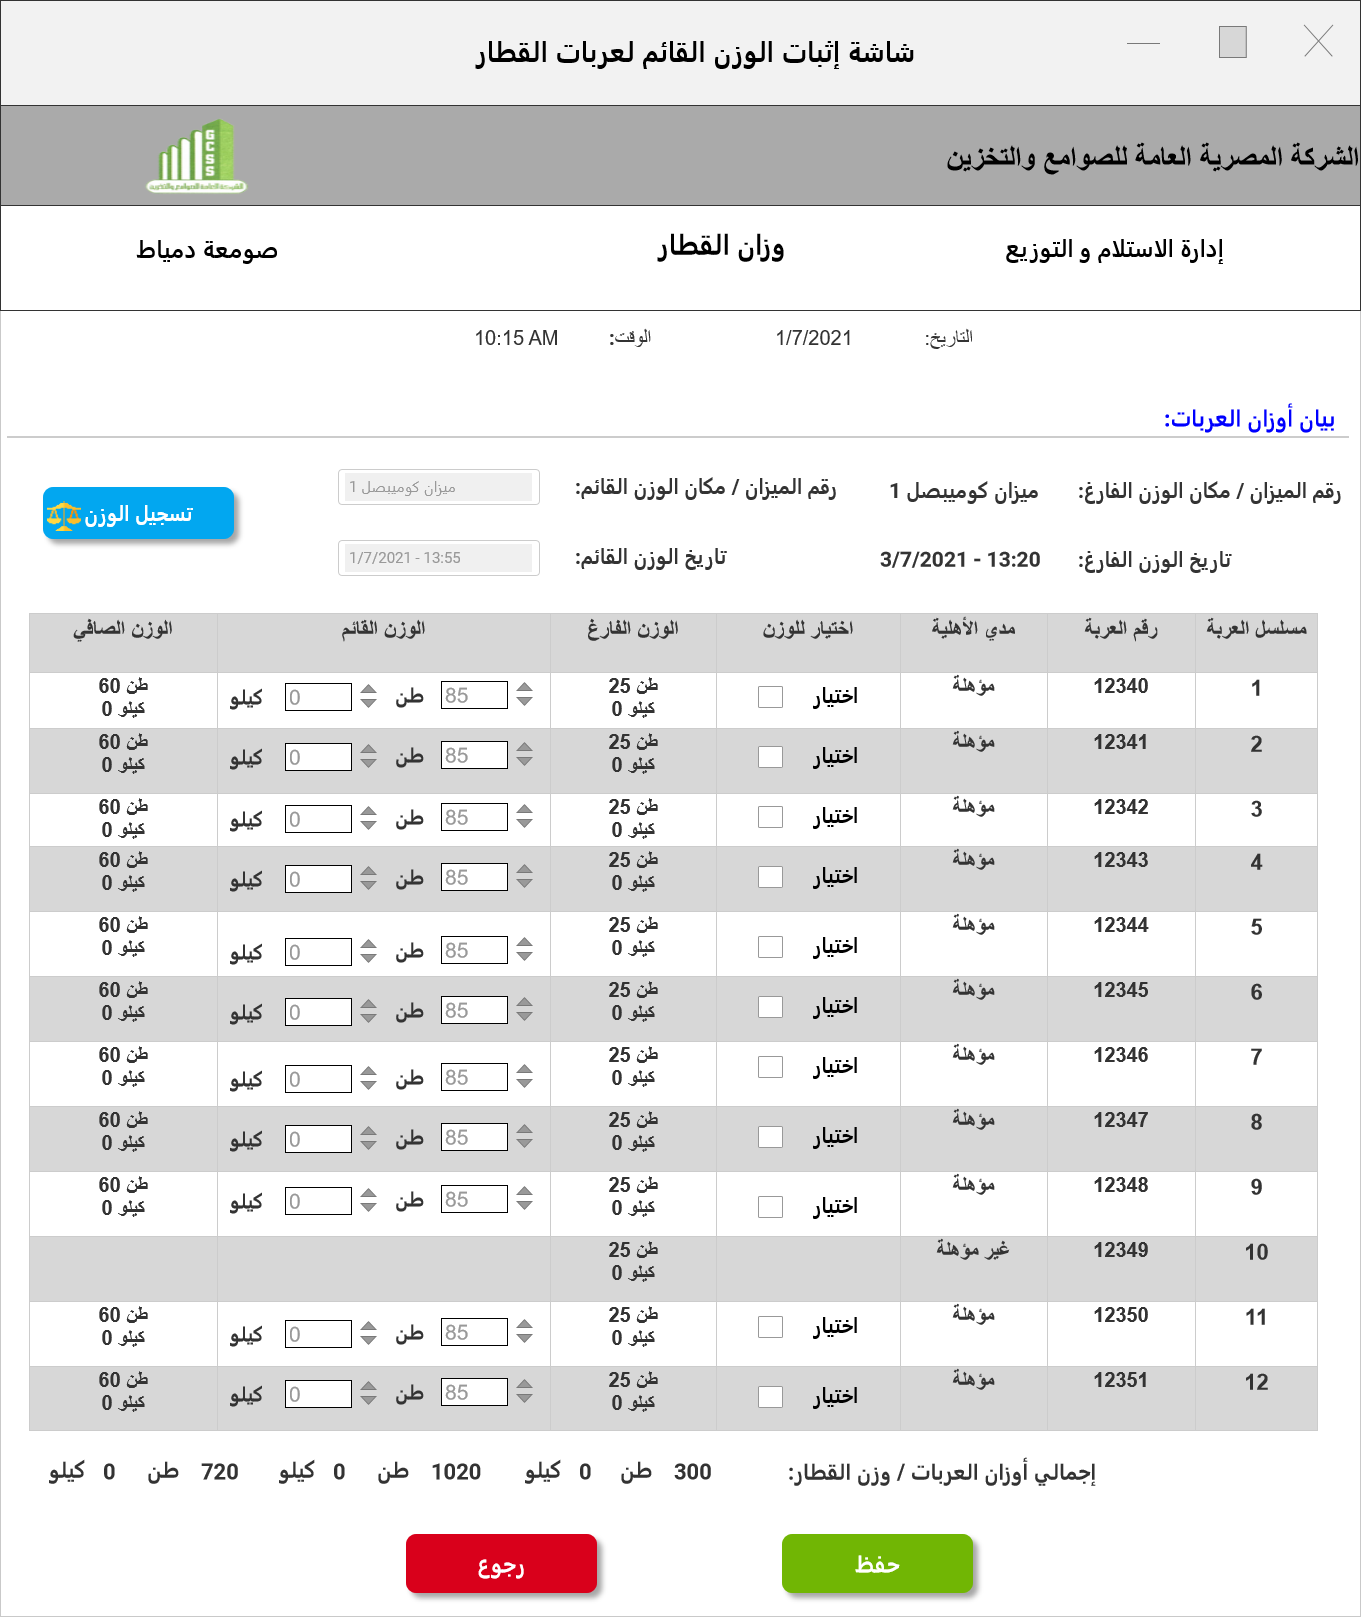 شاشة إثبات الوزن القائم لعربات القطار
الشركة المصرية العامة للصوامع والتخزين
GCSS
إدارة الاستلام و التوزيع
وزان القطار
صومعة دمياط
التاريخ: 1/7/2021 الوقت: 10:15 AM
بيان أوزان العربات:
رقم الميزان / مكان الوزن الفارغ: ميزان كوميبصل 1 رقم الميزان / مكان الوزن القائم: ميزان كوميبصل 1
تسجيل الوزن
تاريخ الوزن الفارغ: 3/7/2021 - 13:20 تاريخ الوزن القائم: 1/7/2021 - 13:55
مسلسل العربة رقم العربة مدي الأهلية اختيار للوزن الوزن الفارغ الوزن القائم الوزن الصافي
1 12340 مؤهلة اختيار 25 طن 0 كيلو 85 طن 0 كيلو 60 طن 0 كيلو
2 12341 مؤهلة اختيار 25 طن 0 كيلو 85 طن 0 كيلو 60 طن 0 كيلو
3 12342 مؤهلة اختيار 25 طن 0 كيلو 85 طن 0 كيلو 60 طن 0 كيلو
4 12343 مؤهلة اختيار 25 طن 0 كيلو 85 طن 0 كيلو 60 طن 0 كيلو
5 12344 مؤهلة اختيار 25 طن 0 كيلو 85 طن 0 كيلو 60 طن 0 كيلو
6 12345 مؤهلة اختيار 25 طن 0 كيلو 85 طن 0 كيلو 60 طن 0 كيلو
7 12346 مؤهلة اختيار 25 طن 0 كيلو 85 طن 0 كيلو 60 طن 0 كيلو
8 12347 مؤهلة اختيار 25 طن 0 كيلو 85 طن 0 كيلو 60 طن 0 كيلو
9 12348 مؤهلة اختيار 25 طن 0 كيلو 85 طن 0 كيلو 60 طن 0 كيلو
10 12349 غير مؤهلة 25 طن 0 كيلو
11 12350 مؤهلة اختيار 25 طن 0 كيلو 85 طن 0 كيلو 60 طن 0 كيلو
12 12351 مؤهلة اختيار 25 طن 0 كيلو 85 طن 0 كيلو 60 طن 0 كيلو
إجمالي أوزان العربات / وزن القطار: 300 طن 0 كيلو 1020 طن 0 كيلو 720 طن 0 كيلو
حفظ
رجوع